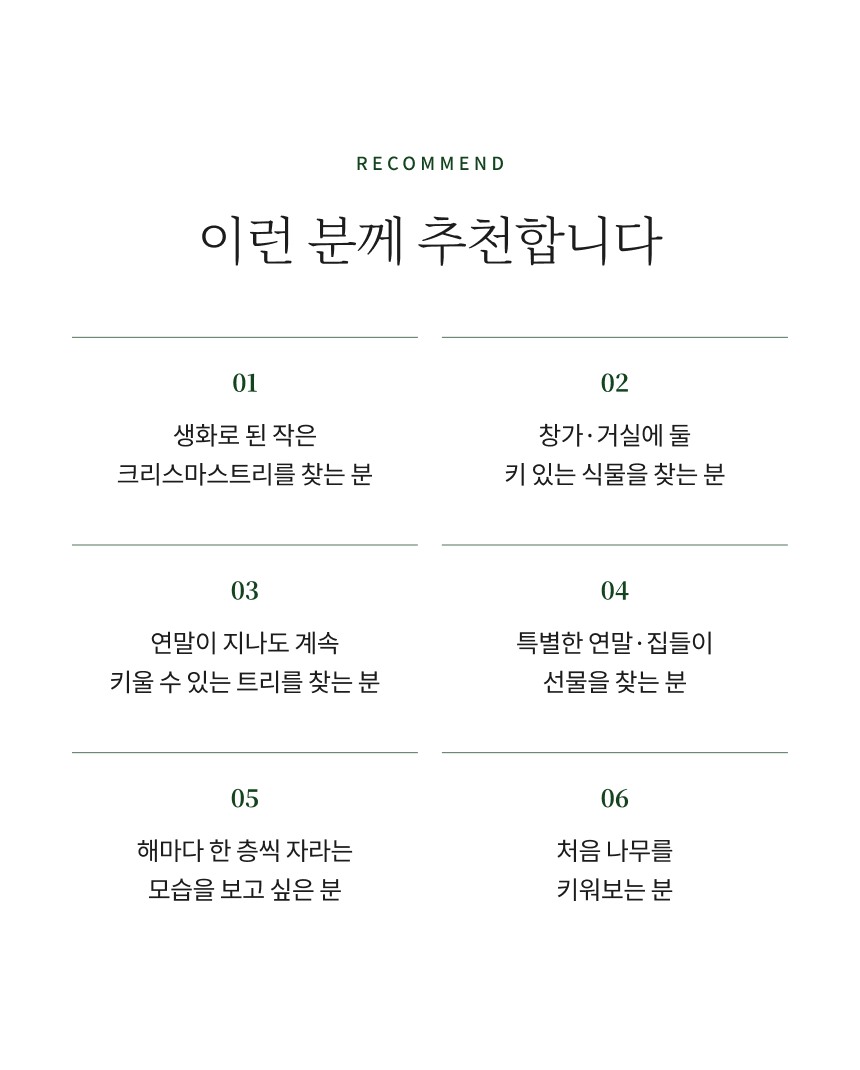 RECOMMEND
이런 분께 추천합니다
01
생화로 된 작은
크리스마스트리를 찾는 분
02
창가·거실에 둘
키 있는 식물을 찾는 분
03
연말이 지나도 계속
키울 수 있는 트리를 찾는 분
04
특별한 연말·집들이
선물을 찾는 분
05
해마다 한 층씩 자라는
모습을 보고 싶은 분
06
처음 나무를
키워보는 분